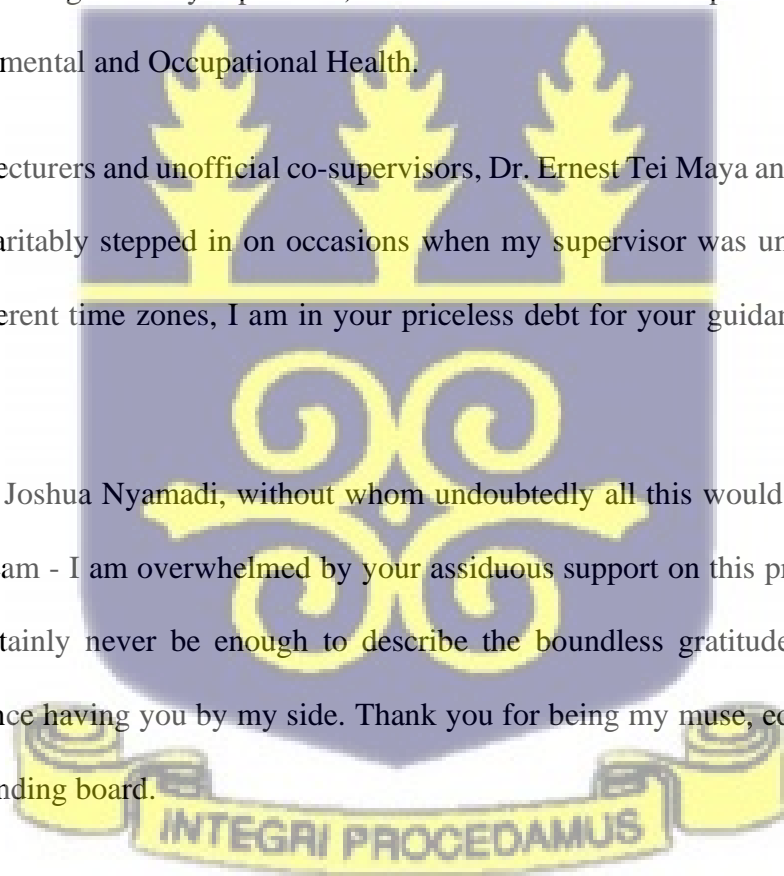 mental and Occupational Health.
ecturers and unofficial co-supervisors, Dr. Ernest Tei Maya an
aritably stepped in on occasions when my supervisor was un
erent time zones, I am in your priceless debt for your guidan
Joshua Nyamadi, without whom undoubtedly all this would
am - I am overwhelmed by your assiduous support on this pr
tainly never be enough to describe the boundless gratitude
nce having you by my side. Thank you for being my muse, ec
nding board.
INTEGRI PROCEDAMUS